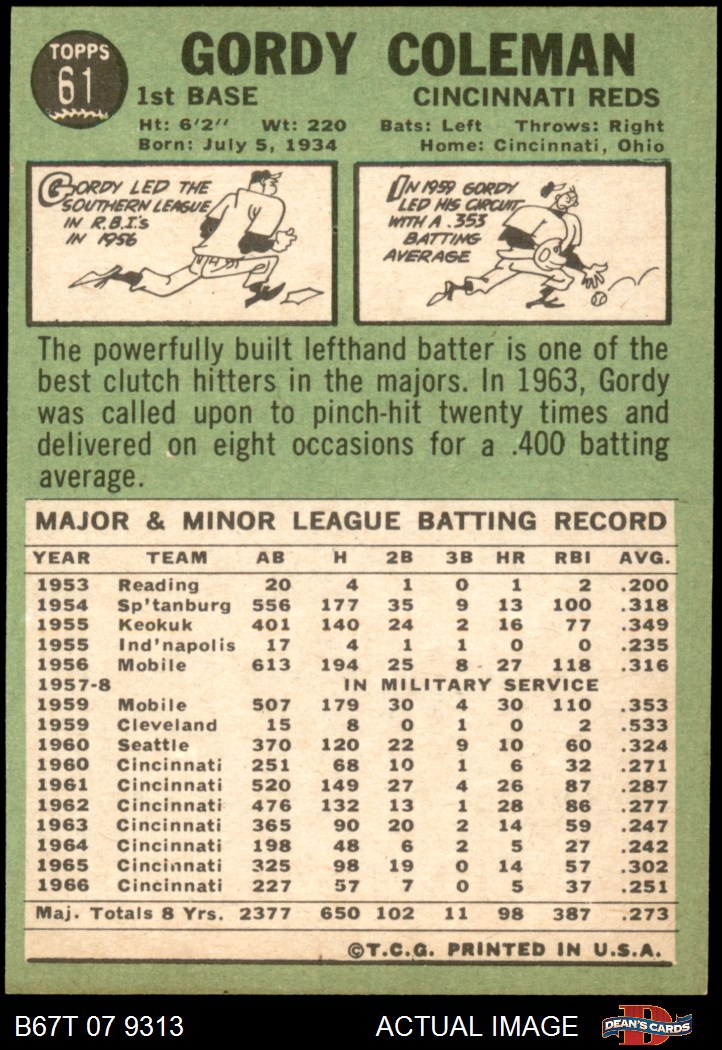 TOPPS
61
GORDY COLEMAN
1st BASE CINCINNATI REDS
Ht: 6'2" Wt: 220 Bats: Left Throws: Right
Born: July 5, 1934 Home: Cincinnati, Ohio
GORDY LED THE
SOUTHERN LEAGUE
IN R.B.I.'s
IN 1956
IN 1959 GORDY
LED HIS CIRCUIT
WITH A .353
BATTING
AVERAGE
The powerfully built lefthand batter is one of the
best clutch hitters in the majors. In 1963, Gordy
was called upon to pinch-hit twenty times and
delivered on eight occasions for a .400 batting
average.
MAJOR & MINOR LEAGUE BATTING RECORD
YEAR TEAM AB H 2B 3B HR RBI AVG.
1953 Reading 20 4 1 0 1 2 .200
1954 Sp'tanburg 556 177 35 9 13 100 .318
1955 Keokuk 401 140 24 2 16 77 .349
1955 Ind'napolis 17 4 1 1 0 0 .235
1956 Mobile 613 194 25 8 27 118 .316
1957-8 IN MILITARY SERVICE
1959 Mobile 507 179 30 4 30 110 .353
1959 Cleveland 15 8 0 1 0 2 .533
1960 Seattle 370 120 22 9 10 60 .324
1960 Cincinnati 251 68 10 1 6 32 .271
1961 Cincinnati 520 149 27 4 26 87 .287
1962 Cincinnati 476 132 13 1 28 86 .277
1963 Cincinnati 365 90 20 2 14 59 .247
1964 Cincinnati 198 48 6 2 5 27 .242
1965 Cincinnati 325 98 19 0 14 57 .302
1966 Cincinnati 227 57 7 0 5 37 .251
Maj. Totals 8 Yrs. 2377 650 102 11 98 387 .273
©T.C.G. PRINTED IN U.S.A.
B67T 07 9313 ACTUAL IMAGE D DEAN'S CARDS